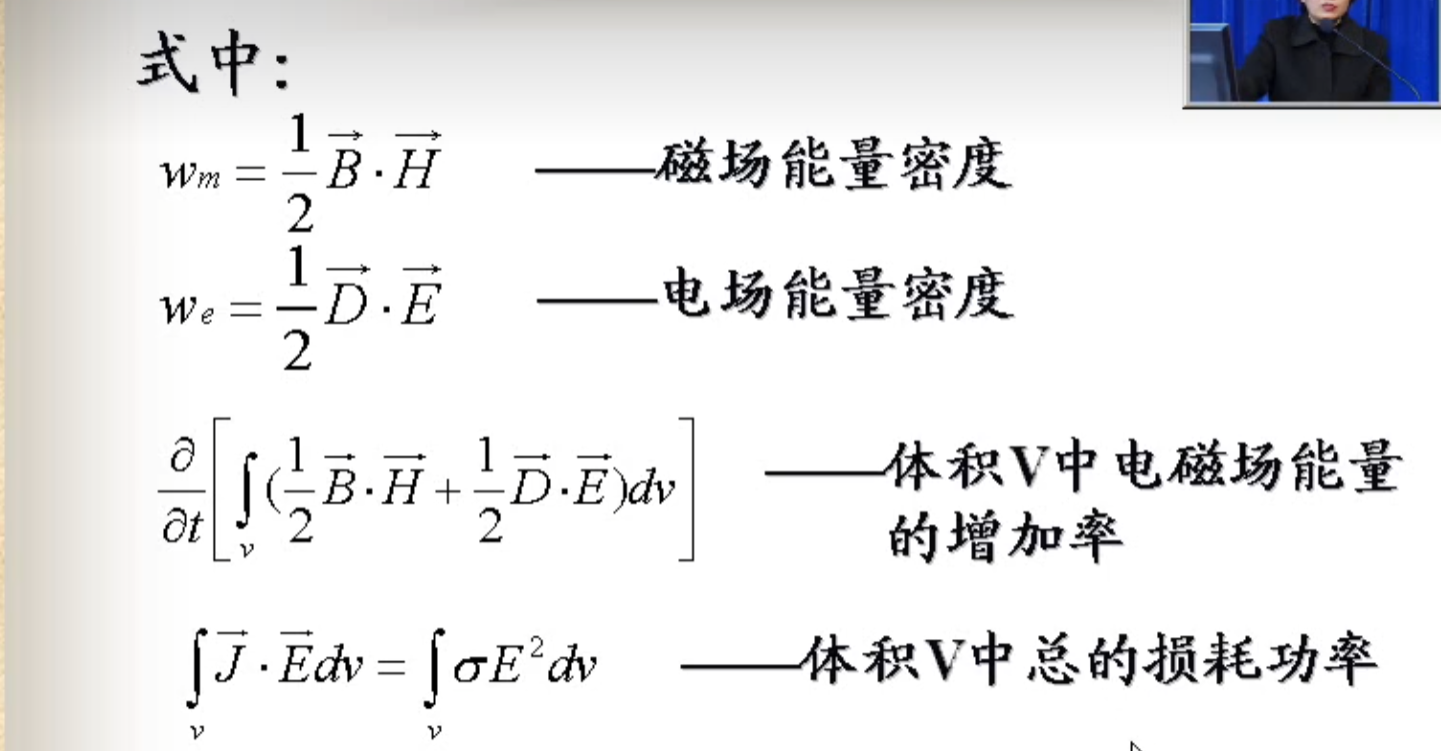 式中:
$w_m = \frac{1}{2}\vec{B} \cdot \vec{H}$ ——磁场能量密度
$w_e = \frac{1}{2}\vec{D} \cdot \vec{E}$ ——电场能量密度
$\frac{\partial}{\partial t}\left[\int_v (\frac{1}{2}\vec{B} \cdot \vec{H} + \frac{1}{2}\vec{D} \cdot \vec{E})dv\right]$ ——体积V中电磁场能量
的增加率
$\int_v \vec{J} \cdot \vec{E}dv = \int_v \sigma E^2 dv$ ——体积V中总的损耗功率